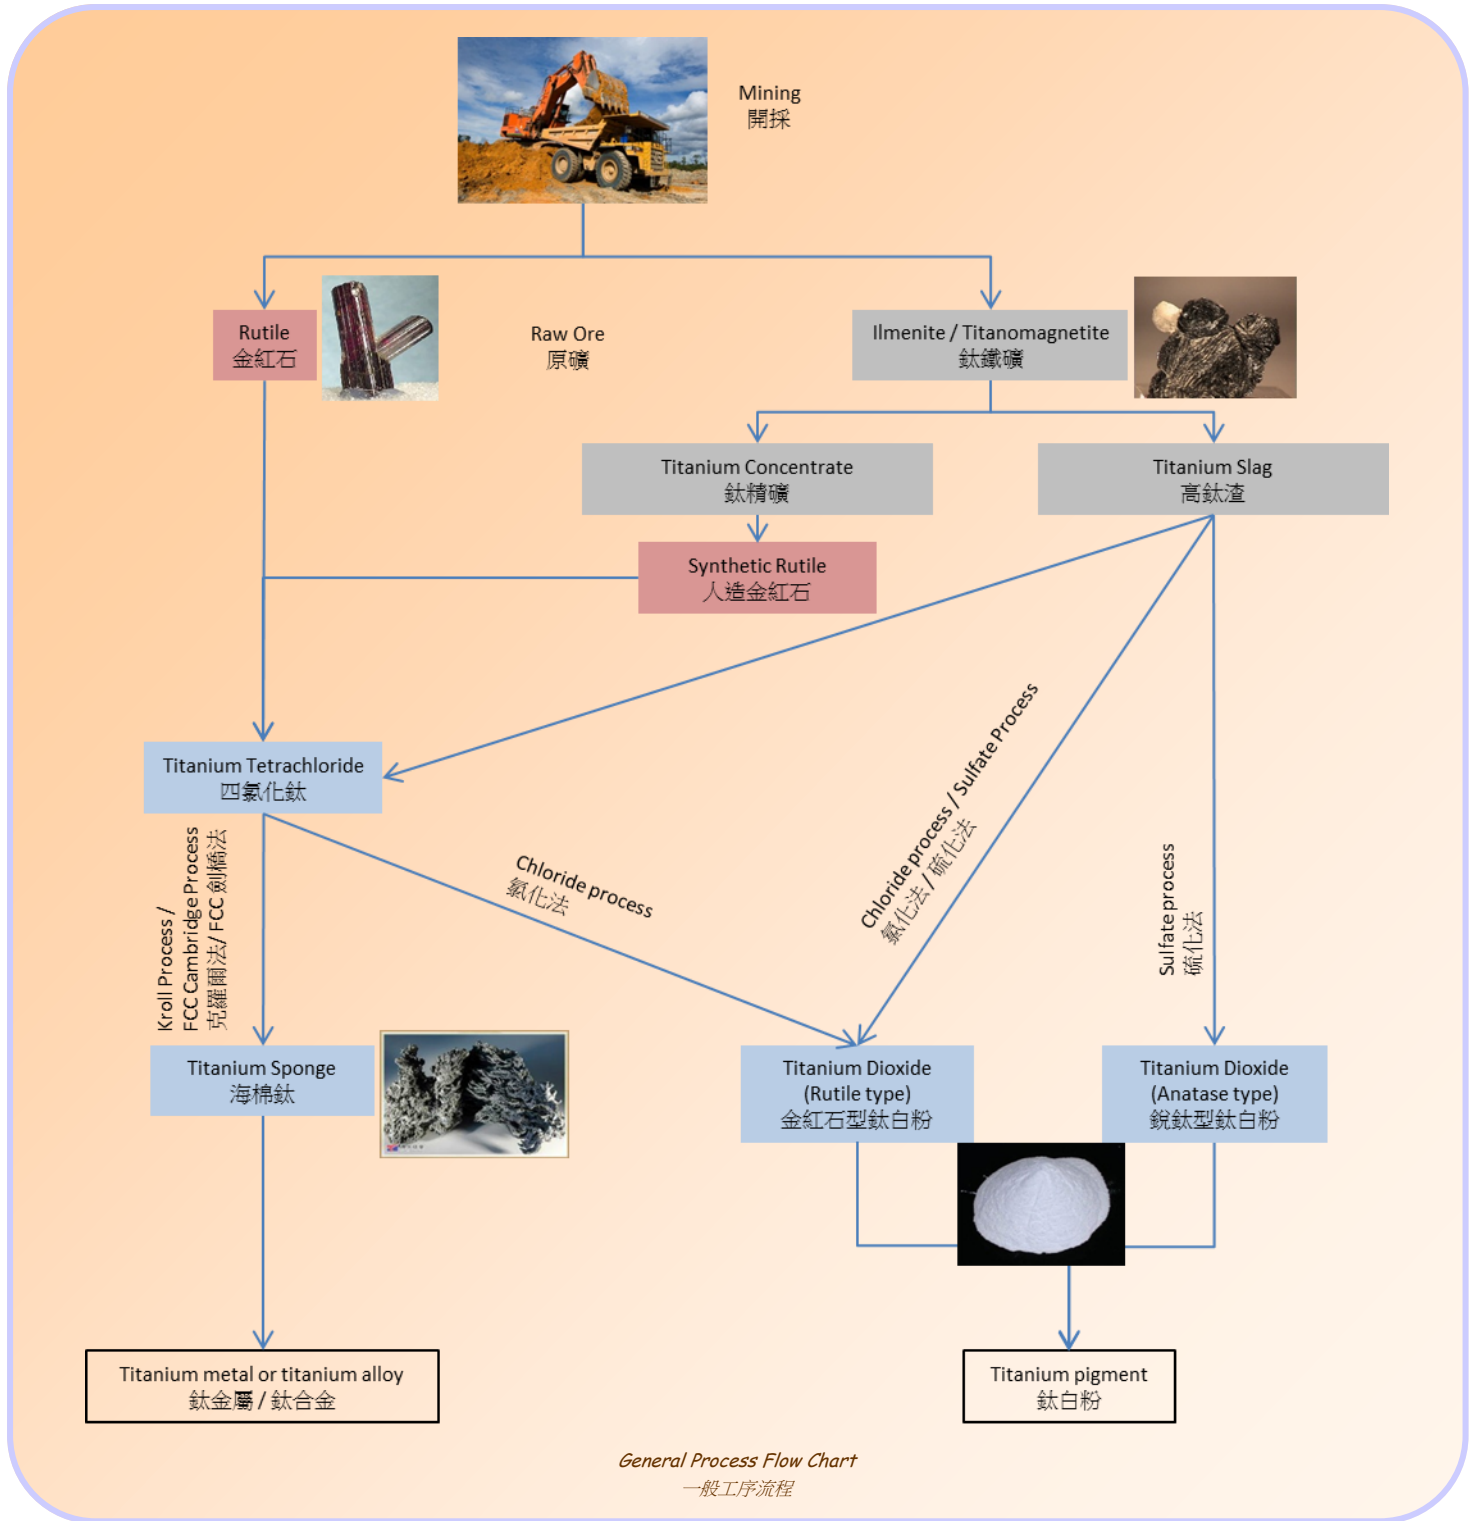 Mining
開採
Rutile
金紅石
Raw Ore
原礦
Ilmenite / Titanomagnetite
鈦鐵礦
Titanium Concentrate
鈦精礦
Titanium Slag
高鈦渣
Synthetic Rutile
人造金紅石
Titanium Tetrachloride
四氯化鈦
Kroll Process /
FCC Cambridge Process
克羅爾法/ FCC 劍橋法
Chloride process
氯化法
Chloride process / Sulfate Process
氯化法 / 硫化法
Sulfate process
硫化法
Titanium Sponge
海棉鈦
Titanium Dioxide
(Rutile type)
金紅石型鈦白粉
Titanium Dioxide
(Anatase type)
銳鈦型鈦白粉
Titanium metal or titanium alloy
鈦金屬 / 鈦合金
Titanium pigment
鈦白粉
General Process Flow Chart
一般工序流程